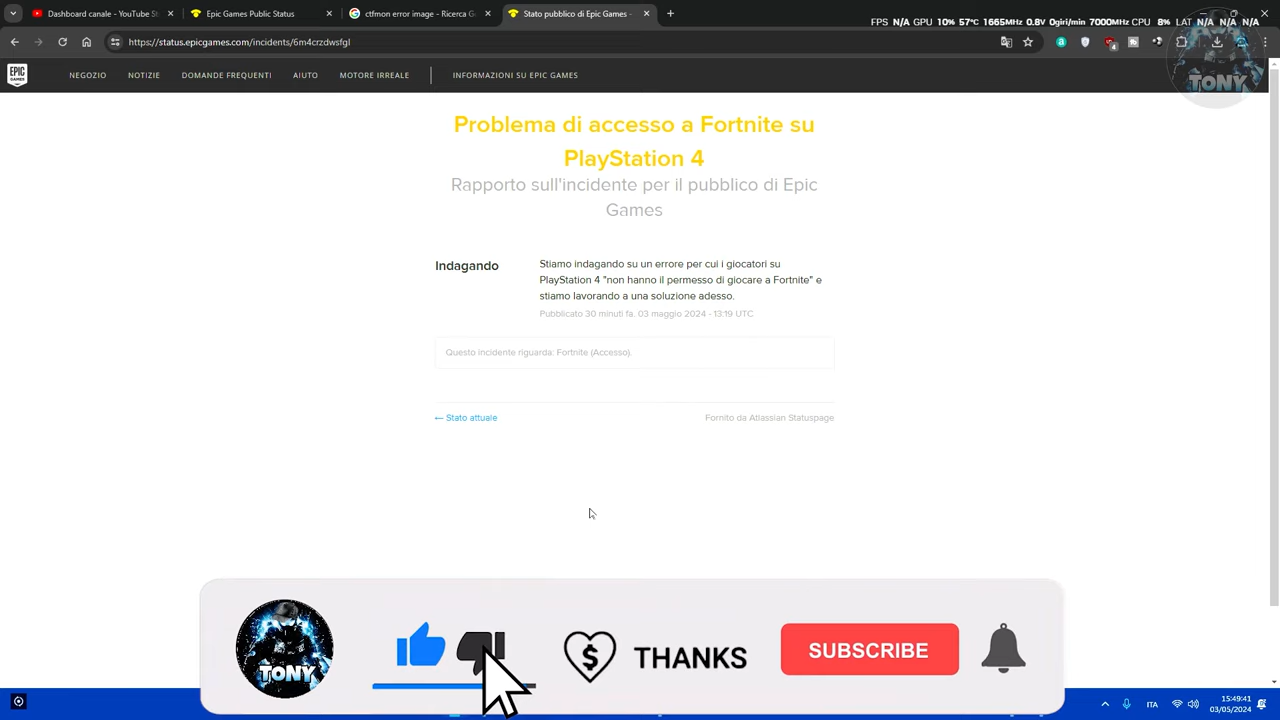 Dashboard canale - YouTube S
Epic Games Public Status
ctfmon error image - Ricerca G
Stato pubblico di Epic Games -
FPS N/A GPU 10% 57°C 1665MHz 0.8V 0giri/min 7000MHz CPU 8% LAT N/A N/A N/A
https://status.epicgames.com/incidents/6m4crzdwsfgl
4
EPIC GAMES
NEGOZIO NOTIZIE DOMANDE FREQUENTI AIUTO MOTORE IRREALE INFORMAZIONI SU EPIC GAMES
TONY
Problema di accesso a Fortnite su
PlayStation 4
Rapporto sull'incidente per il pubblico di Epic
Games
Indagando
Stiamo indagando su un errore per cui i giocatori su
PlayStation 4 "non hanno il permesso di giocare a Fortnite" e
stiamo lavorando a una soluzione adesso.
Pubblicato 30 minuti fa. 03 maggio 2024 - 13:19 UTC
Questo incidente riguarda: Fortnite (Accesso).
← Stato attuale
Fornito da Atlassian Statuspage
TONY
$ THANKS
SUBSCRIBE
ITA
15:49:41
03/05/2024